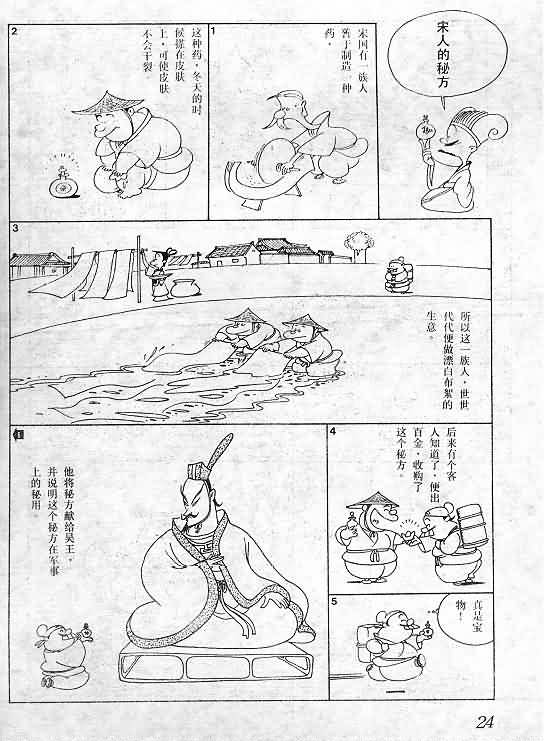 宋人的秘方
1
宋国有一族人
善于制造一种
药，
2
这种药，冬天的时
候搽在皮肤
上，可使皮肤
不会干裂。
3
所以这一族人，世世
代代便做漂白布絮的
生意。
4
后来有个客
人知道了，便出
百金，收购了
这个秘方。
5
真是宝
物！
他将秘方献给吴王，
并说明这个秘方在军事
上的秘用。
24